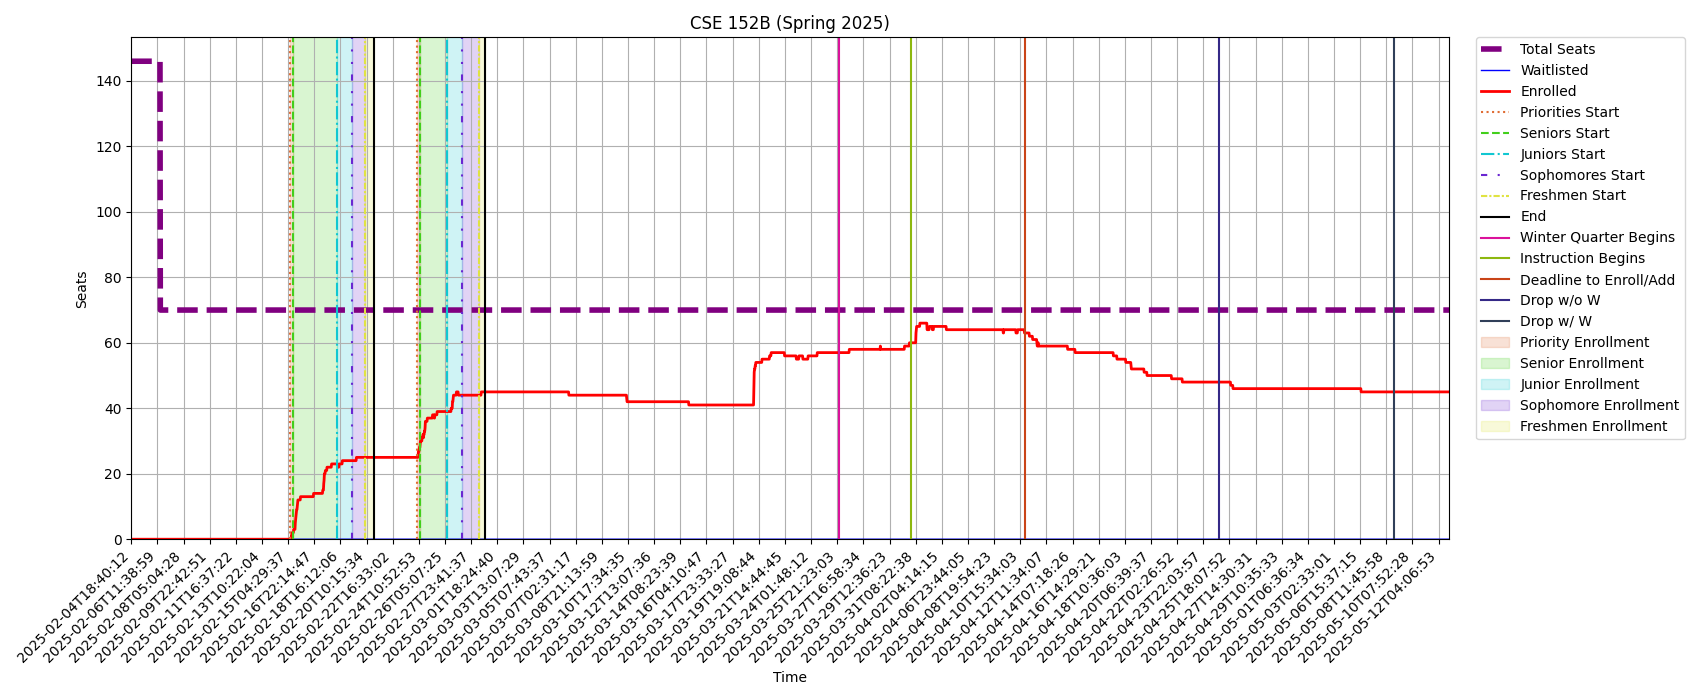 CSE 152B (Spring 2025)
Seats
140
120
100
80
60
40
20
0
2025-02-04T18:40:12
2025-02-06T11:38:59
2025-02-08T05:04:28
2025-02-09T22:42:51
2025-02-11T16:37:22
2025-02-13T10:22:04
2025-02-15T04:29:37
2025-02-16T22:14:47
2025-02-18T16:12:06
2025-02-20T10:15:34
2025-02-22T16:33:02
2025-02-24T10:52:53
2025-02-26T05:07:25
2025-02-27T23:41:37
2025-03-01T18:24:40
2025-03-03T13:07:29
2025-03-05T07:43:37
2025-03-07T02:31:17
2025-03-08T21:13:59
2025-03-10T17:34:35
2025-03-12T13:07:36
2025-03-14T08:23:39
2025-03-16T04:10:47
2025-03-17T23:33:27
2025-03-19T19:08:44
2025-03-21T14:44:45
2025-03-24T01:48:12
2025-03-25T21:23:03
2025-03-27T16:58:34
2025-03-29T12:36:23
2025-03-31T08:22:38
2025-04-02T04:14:15
2025-04-06T23:44:05
2025-04-08T19:54:23
2025-04-10T15:34:03
2025-04-12T11:34:07
2025-04-14T07:18:26
2025-04-16T14:29:21
2025-04-18T10:36:03
2025-04-20T06:39:37
2025-04-22T02:26:52
2025-04-23T22:03:57
2025-04-25T18:07:52
2025-04-27T14:30:31
2025-04-29T10:35:33
2025-05-01T06:36:34
2025-05-03T02:33:01
2025-05-06T15:37:15
2025-05-08T11:45:58
2025-05-10T07:52:28
2025-05-12T04:06:53
Time
Total Seats
Waitlisted
Enrolled
Priorities Start
Seniors Start
Juniors Start
Sophomores Start
Freshmen Start
End
Winter Quarter Begins
Instruction Begins
Deadline to Enroll/Add
Drop w/o W
Drop w/ W
Priority Enrollment
Senior Enrollment
Junior Enrollment
Sophomore Enrollment
Freshmen Enrollment